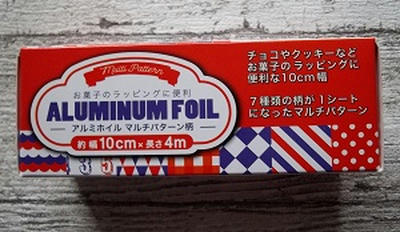 Multi Pattern
お菓子のラッピングに便利
ALUMINUM FOIL
アルミホイル マルチパターン柄
約 幅10cm×長さ4m
チョコやクッキーなど
お菓子のラッピングに
便利な10cm幅
7種類の柄が1シート
になったマルチパターン
3 5